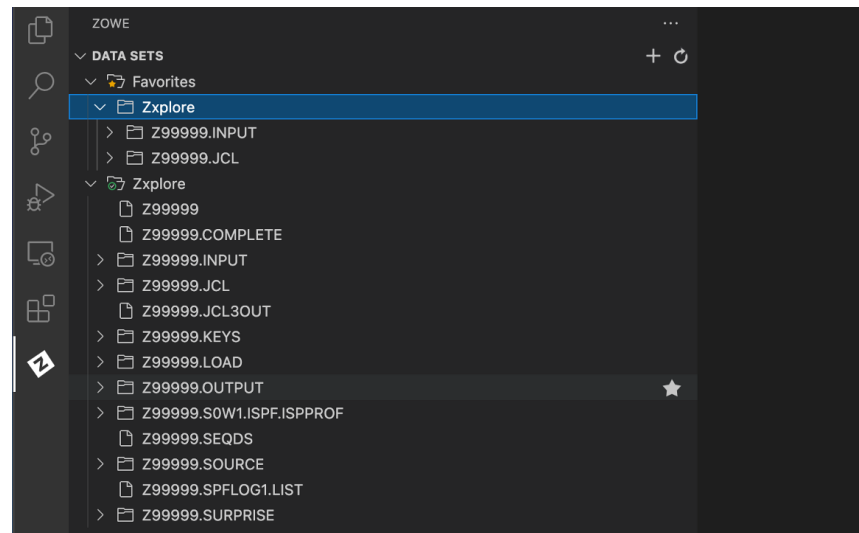 ZOWE
DATA SETS
Favorites
Zxplore
Z99999.INPUT
Z99999.JCL
Zxplore
Z99999
Z99999.COMPLETE
Z99999.INPUT
Z99999.JCL
Z99999.JCL3OUT
Z99999.KEYS
Z99999.LOAD
Z99999.OUTPUT
Z99999.S0W1.ISPF.ISPPROF
Z99999.SEQDS
Z99999.SOURCE
Z99999.SPFLOG1.LIST
Z99999.SURPRISE